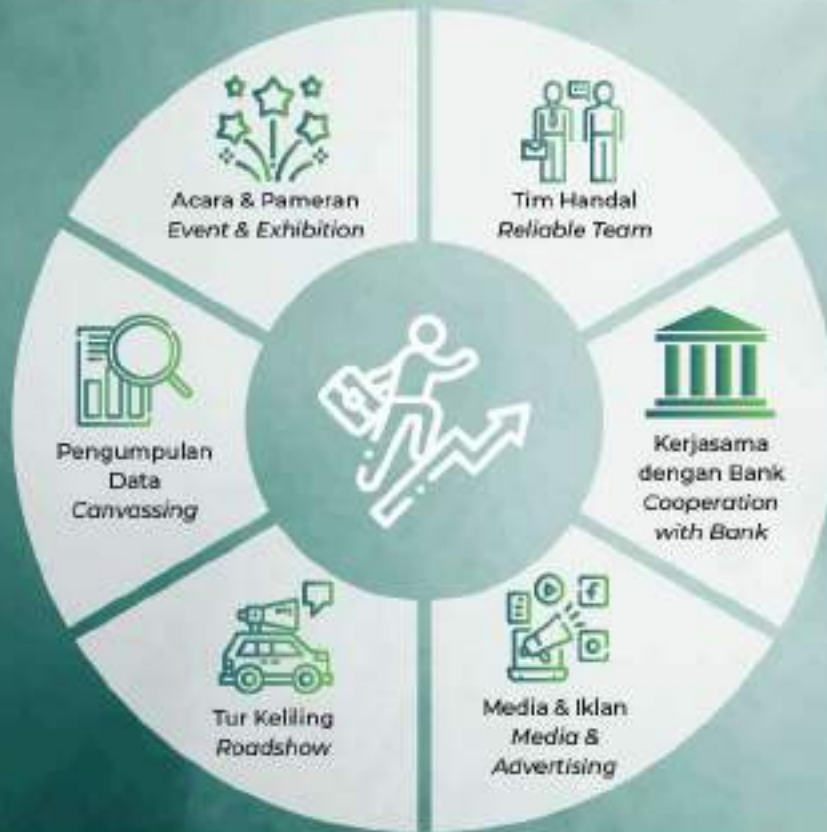 Acara & Pameran
Event & Exhibition
Tim Handal
Reliable Team
Kerjasama
dengan Bank
Cooperation
with Bank
Media & Iklan
Media &
Advertising
Tur Keliling
Roadshow
Pengumpulan
Data
Canvassing